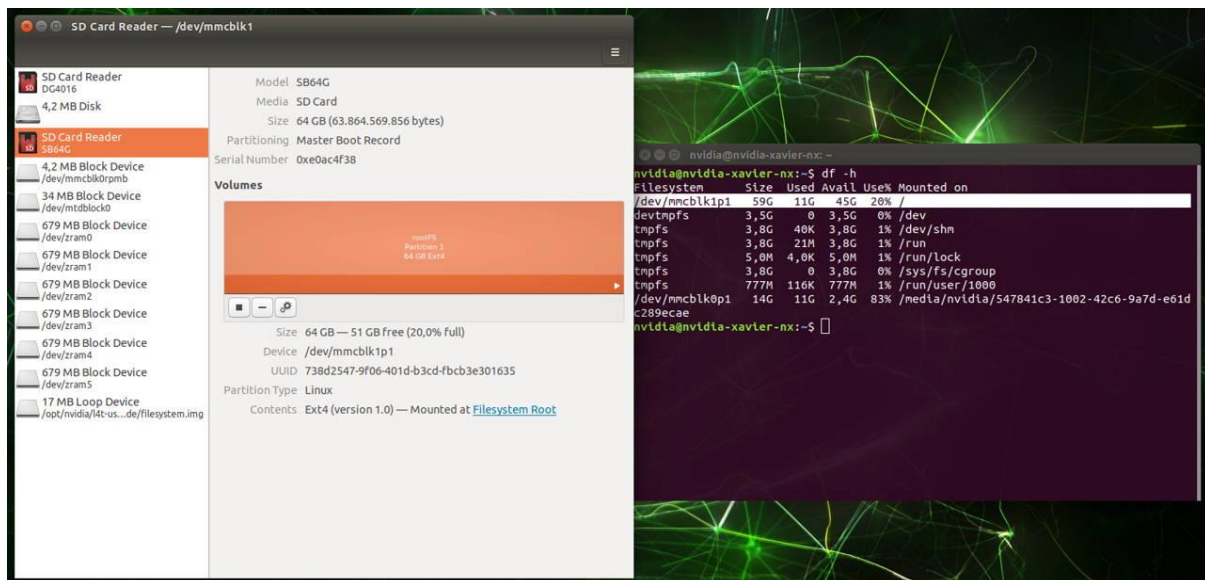 SD Card Reader — /dev/mmcblk1
SD Card Reader
DG4016
4,2 MB Disk
SD Card Reader
SB64G
4,2 MB Block Device
/dev/mmcblk0rpmb
34 MB Block Device
/dev/mtdblock0
679 MB Block Device
/dev/zram0
679 MB Block Device
/dev/zram1
679 MB Block Device
/dev/zram2
679 MB Block Device
/dev/zram3
679 MB Block Device
/dev/zram4
679 MB Block Device
/dev/zram5
17 MB Loop Device
/opt/nvidia/l4t-us...de/filesystem.img
Model SB64G
Media SD Card
Size 64 GB (63.864.569.856 bytes)
Partitioning Master Boot Record
Serial Number 0xe0ac4f38
Volumes
rootFS
Partition 1
64 GB Ext4
Size 64 GB — 51 GB free (20,0% full)
Device /dev/mmcblk1p1
UUID 738d2547-9f06-401d-b3cd-fbcb3e301635
Partition Type Linux
Contents Ext4 (version 1.0) — Mounted at Filesystem Root
nvidia@nvidia-xavier-nx: ~
nvidia@nvidia-xavier-nx:~$ df -h
Filesystem Size Used Avail Use% Mounted on
/dev/mmcblk1p1 59G 11G 45G 20% /
devtmpfs 3,5G 0 3,5G 0% /dev
tmpfs 3,8G 40K 3,8G 1% /dev/shm
tmpfs 3,8G 21M 3,8G 1% /run
tmpfs 5,0M 4,0K 5,0M 1% /run/lock
tmpfs 3,8G 0 3,8G 0% /sys/fs/cgroup
tmpfs 777M 116K 777M 1% /run/user/1000
/dev/mmcblk0p1 14G 11G 2,4G 83% /media/nvidia/547841c3-1002-42c6-9a7d-e61d
c289ecae
nvidia@nvidia-xavier-nx:~$